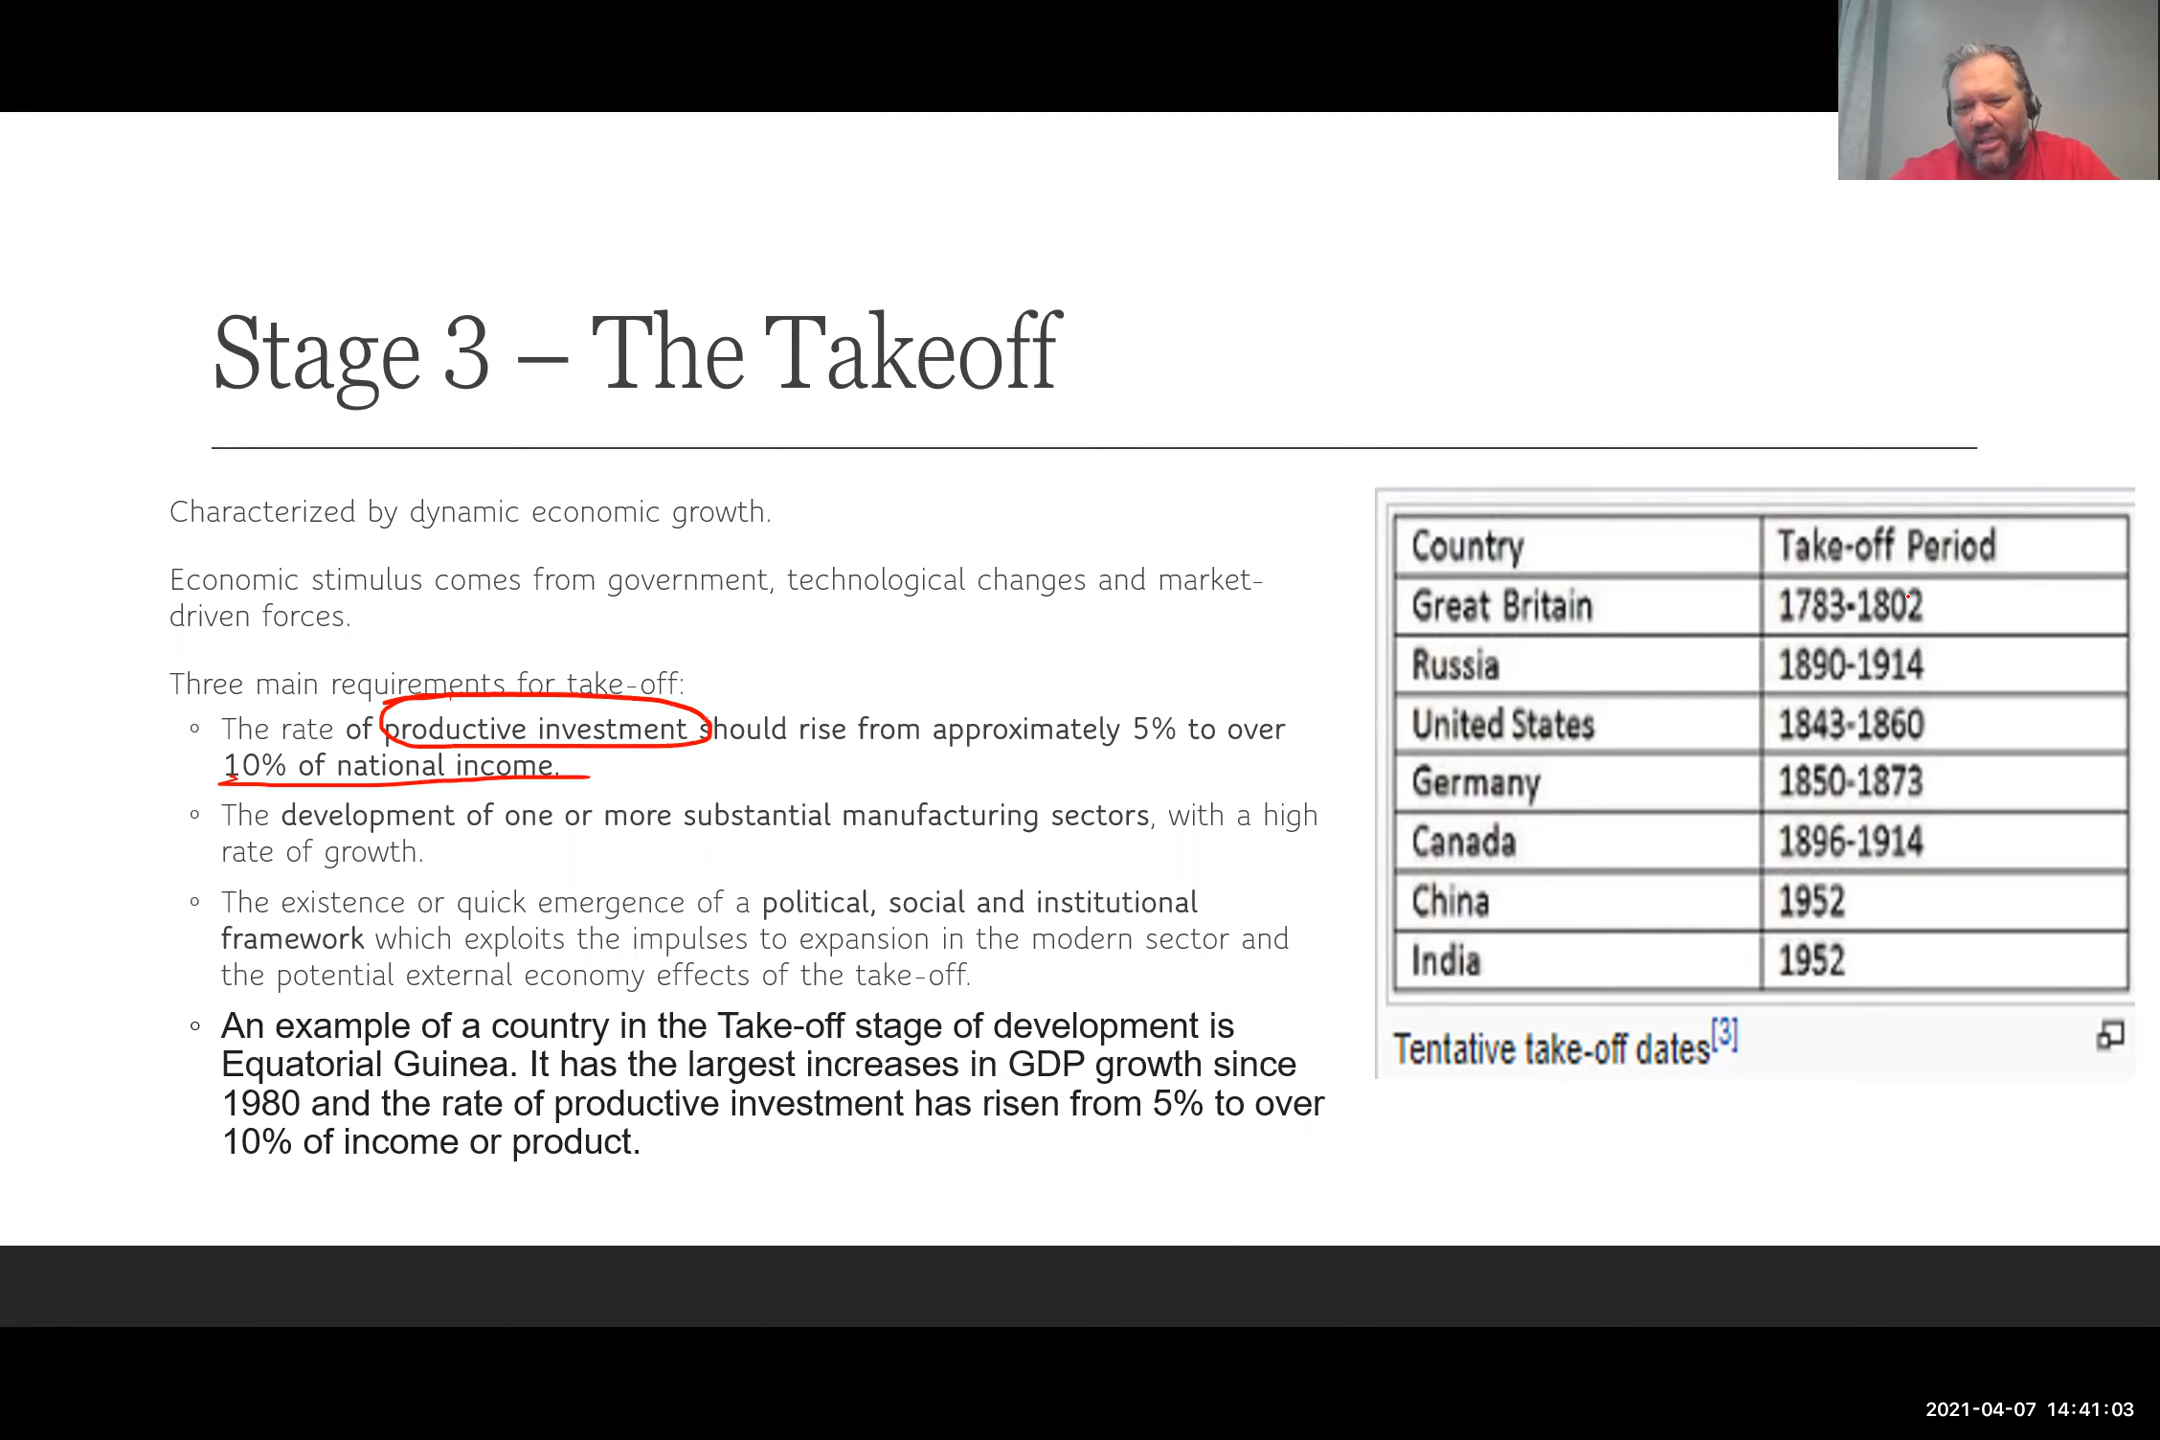 Stage 3 – The Takeoff
Characterized by dynamic economic growth.
Economic stimulus comes from government, technological changes and market-
driven forces.
Three main requirements for take-off:
◦ The rate of productive investment should rise from approximately 5% to over
10% of national income.
◦ The development of one or more substantial manufacturing sectors, with a high
rate of growth.
◦ The existence or quick emergence of a political, social and institutional
framework which exploits the impulses to expansion in the modern sector and
the potential external economy effects of the take-off.
◦ An example of a country in the Take-off stage of development is
Equatorial Guinea. It has the largest increases in GDP growth since
1980 and the rate of productive investment has risen from 5% to over
10% of income or product.
Country Take-off Period
Great Britain 1783-1802
Russia 1890-1914
United States 1843-1860
Germany 1850-1873
Canada 1896-1914
China 1952
India 1952
Tentative take-off dates[3]
2021-04-07 14:41:03